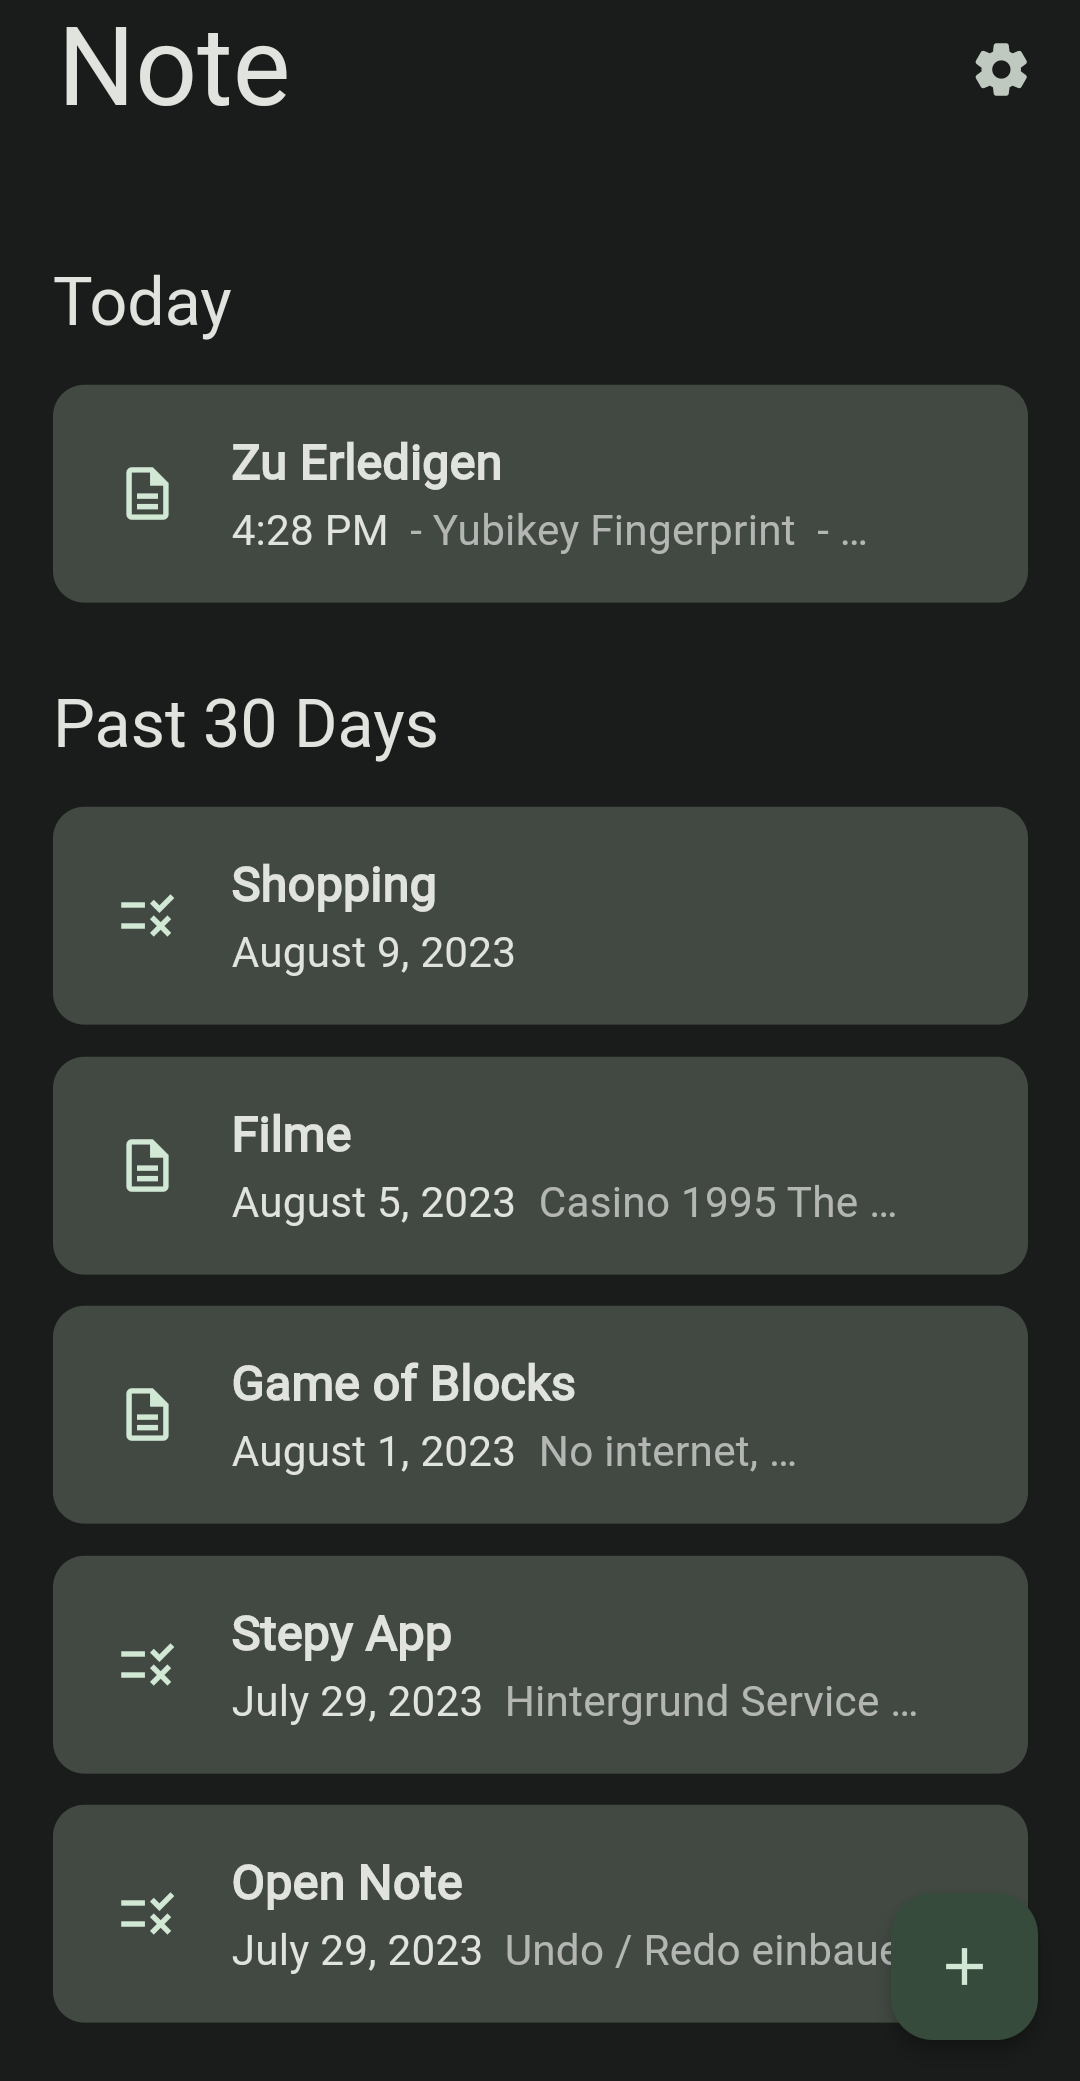 Note
Today
Zu Erledigen
4:28 PM - Yubikey Fingerprint - ...
Past 30 Days
Shopping
August 9, 2023
Filme
August 5, 2023 Casino 1995 The ...
Game of Blocks
August 1, 2023 No internet, ...
Stepy App
July 29, 2023 Hintergrund Service ...
Open Note
July 29, 2023 Undo / Redo einbaue